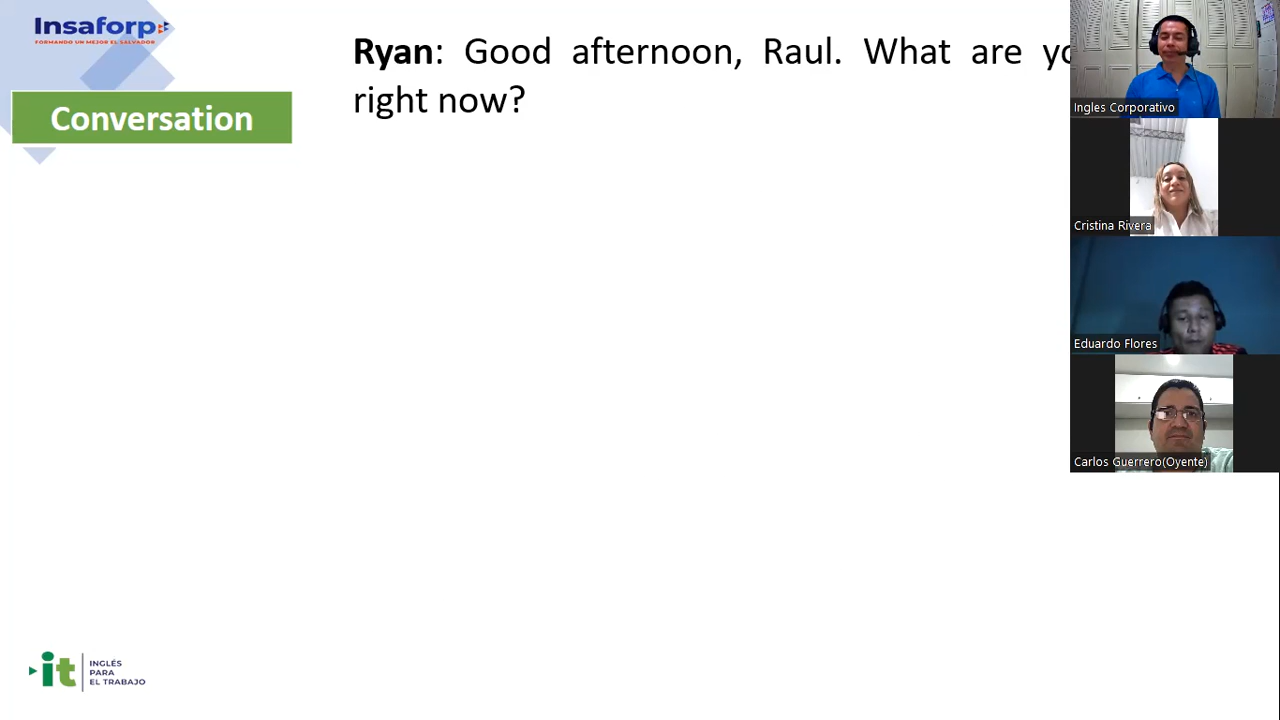 Insaforp
FORMANDO UN MEJOR EL SALVADOR
Conversation
Ryan: Good afternoon, Raul. What are
right now?
Ingles Corporativo
Cristina Rivera
Eduardo Flores
Carlos Guerrero(Oyente)
it
INGLÉS
PARA
EL TRABAJO